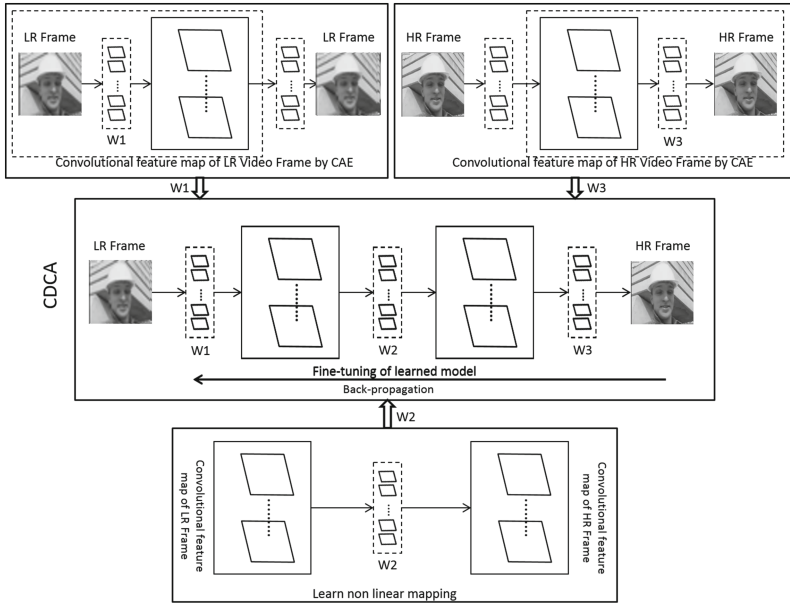 LR Frame
LR Frame
W1
Convolutional feature map of LR Video Frame by CAE
HR Frame
HR Frame
W3
Convolutional feature map of HR Video Frame by CAE
W1
W3
CDCA
LR Frame
HR Frame
W1
W2
W3
Fine-tuning of learned model
Back-propagation
W2
Convolutional feature
map of LR Frame
W2
Convolutional feature
map of HR Frame
Learn non linear mapping